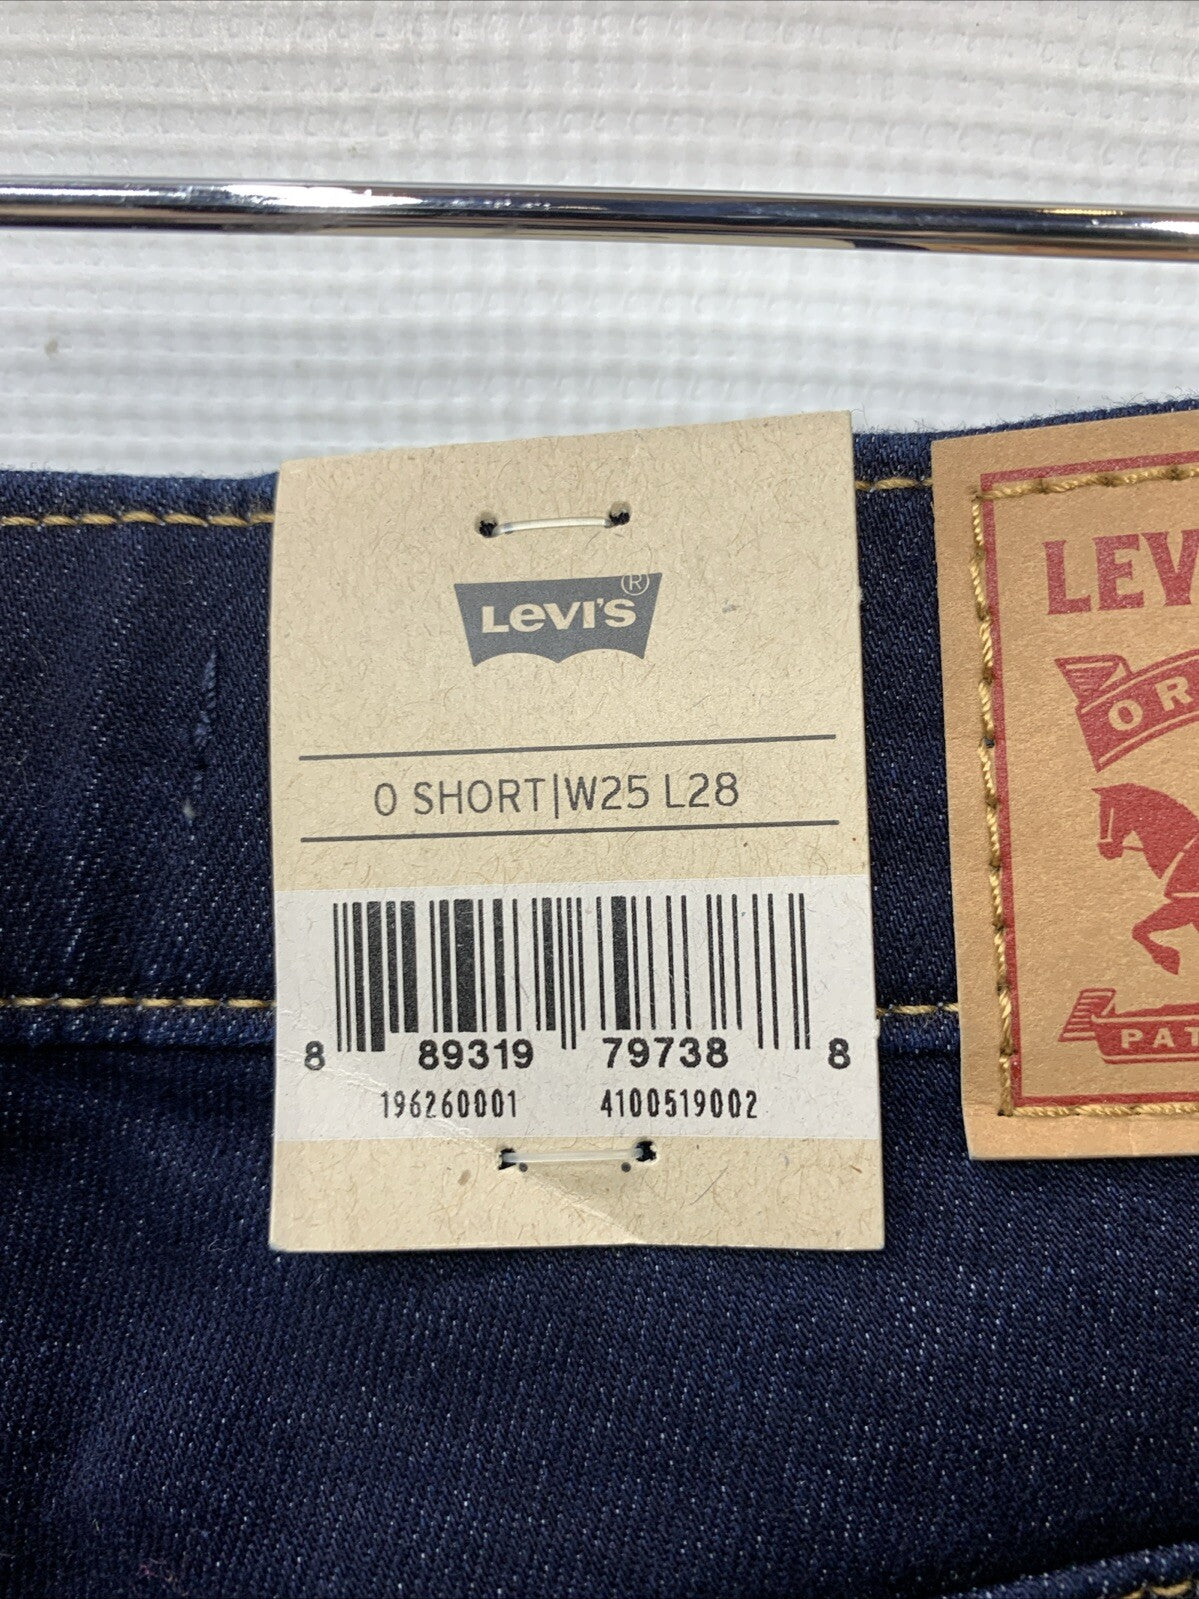 LEVI'S®
0 SHORT|W25 L28
8 89319 79738 8
196260001 4100519002
LEV
OR
PAT